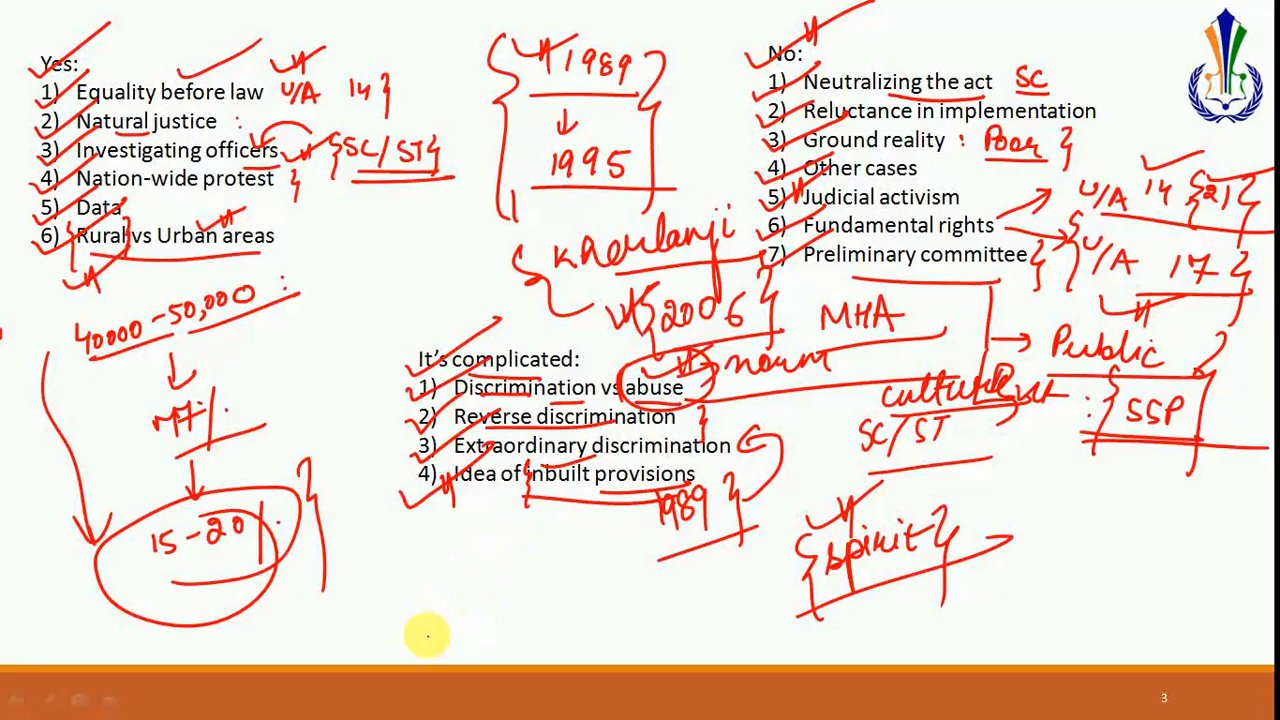 Yes:
1) Equality before law U/A 14
2) Natural justice :
3) Investigating officers SC/ST
4) Nation-wide protest
5) Data
6) Rural vs Urban areas
40000-50,000 :
15-20%
1989
1995
Kherlanji
2006 MHA
It's complicated:
1) Discrimination vs abuse
2) Reverse discrimination
3) Extraordinary discrimination
4) Idea of inbuilt provisions
1989
SC/ST
spirit
No:
1) Neutralizing the act SC
2) Reluctance in implementation
3) Ground reality : Poor
4) Other cases
5) Judicial activism
6) Fundamental rights
7) Preliminary committee
U/A 14 21
U/A 17
Public
: SSP
3